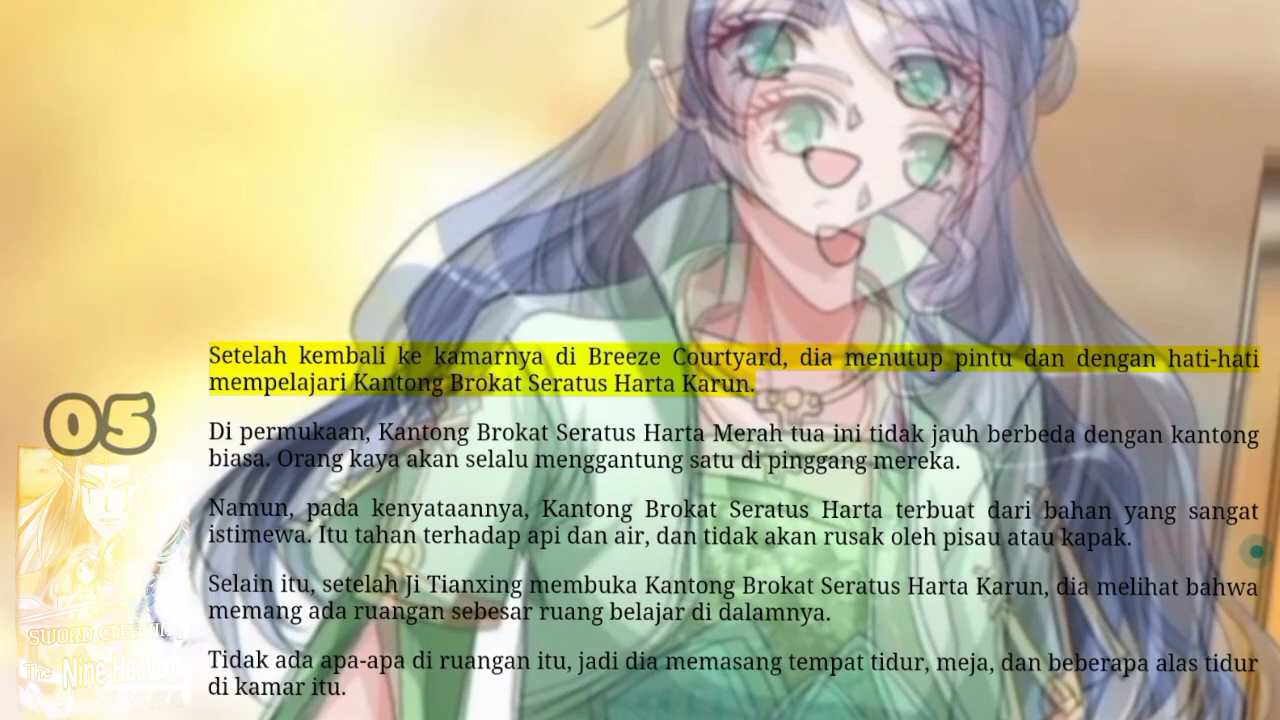 Setelah kembali ke kamarnya di Breeze Courtyard, dia menutup pintu dan dengan hati-hati
mempelajari Kantong Brokat Seratus Harta Karun.
Di permukaan, Kantong Brokat Seratus Harta Merah tua ini tidak jauh berbeda dengan kantong
biasa. Orang kaya akan selalu menggantung satu di pinggang mereka.
Namun, pada kenyataannya, Kantong Brokat Seratus Harta terbuat dari bahan yang sangat
istimewa. Itu tahan terhadap api dan air, dan tidak akan rusak oleh pisau atau kapak.
Selain itu, setelah Ji Tianxing membuka Kantong Brokat Seratus Harta Karun, dia melihat bahwa
memang ada ruangan sebesar ruang belajar di dalamnya.
Tidak ada apa-apa di ruangan itu, jadi dia memasang tempat tidur, meja, dan beberapa alas tidur
di kamar itu.
05
SWORD
The Nine Heavens